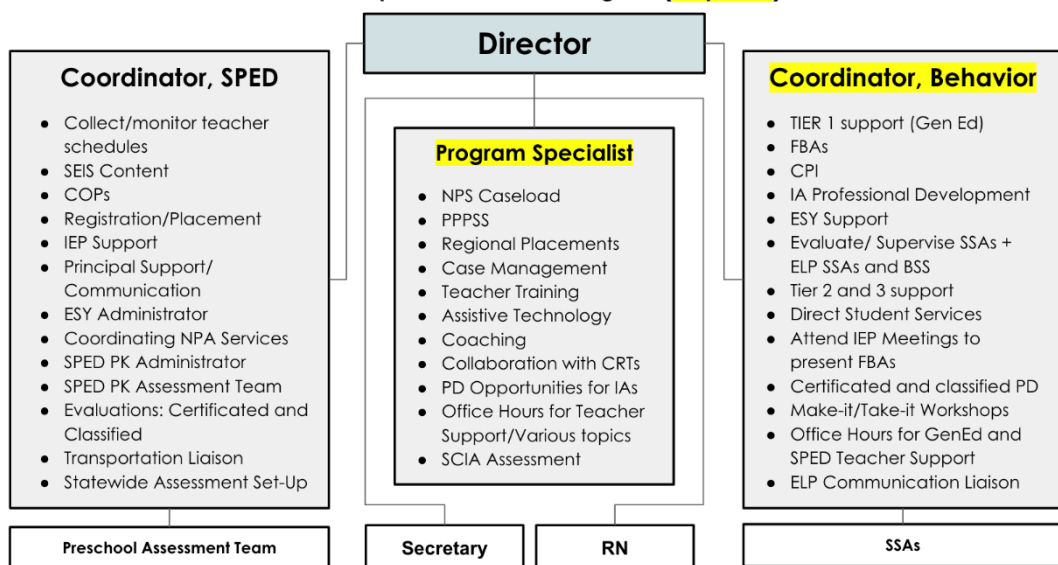 Director
Coordinator, SPED
● Collect/monitor teacher
schedules
● SEIS Content
● COPs
● Registration/Placement
● IEP Support
● Principal Support/
Communication
● ESY Administrator
● Coordinating NPA Services
● SPED PK Administrator
● SPED PK Assessment Team
● Evaluations: Certificated and
Classified
● Transportation Liaison
● Statewide Assessment Set-Up
Preschool Assessment Team
Program Specialist
● NPS Caseload
● PPPSS
● Regional Placements
● Case Management
● Teacher Training
● Assistive Technology
● Coaching
● Collaboration with CRTs
● PD Opportunities for IAs
● Office Hours for Teacher
Support/Various topics
● SCIA Assessment
Secretary
RN
Coordinator, Behavior
● TIER 1 support (Gen Ed)
● FBAs
● CPI
● IA Professional Development
● ESY Support
● Evaluate/ Supervise SSAs +
ELP SSAs and BSS
● Tier 2 and 3 support
● Direct Student Services
● Attend IEP Meetings to
present FBAs
● Certificated and classified PD
● Make-it/Take-it Workshops
● Office Hours for GenEd and
SPED Teacher Support
● ELP Communication Liaison
SSAs